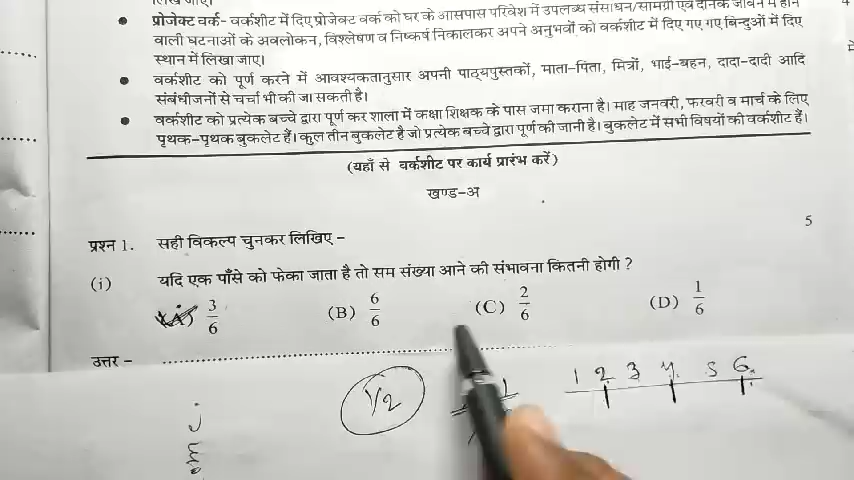 प्रोजेक्ट वर्क- वर्कशीट में दिए प्रोजेक्ट वर्क को घर के आसपास परिवेश में उपलब्ध संसाधन/सामग्री एवं दैनिक जीवन में होने
वाली घटनाओं के अवलोकन, विश्लेषण व निष्कर्ष निकालकर अपने अनुभवों को वर्कशीट में दिए गए गए बिन्दुओं में दिए
स्थान में लिखा जाए।
वर्कशीट को पूर्ण करने में आवश्यकतानुसार अपनी पाठ्यपुस्तकों, माता-पिता, मित्रों, भाई-बहन, दादा-दादी आदि
संबंधीजनों से चर्चा भी की जा सकती है।
वर्कशीट को प्रत्येक बच्चे द्वारा पूर्ण कर शाला में कक्षा शिक्षक के पास जमा कराना है। माह जनवरी, फरवरी व मार्च के लिए
पृथक-पृथक बुकलेट हैं। कुल तीन बुकलेट है जो प्रत्येक बच्चे द्वारा पूर्ण की जानी है। बुकलेट में सभी विषयों की वर्कशीट हैं।
(यहाँ से वर्कशीट पर कार्य प्रारंभ करें)
खण्ड-अ
प्रश्न 1. सही विकल्प चुनकर लिखिए - 5
(i) यदि एक पाँसे को फेका जाता है तो सम संख्या आने की संभावना कितनी होगी ?
3/6 (B) 6/6 (C) 2/6 (D) 1/6
उत्तर -
1/2 1 1 2 3 4 5 6